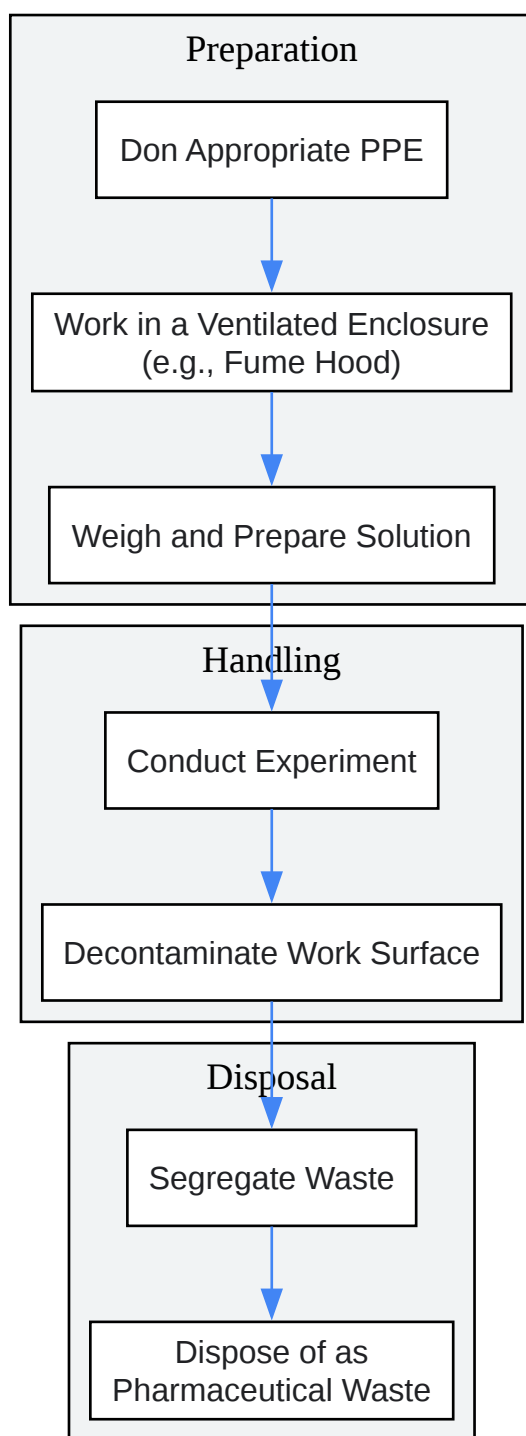 Preparation
Don Appropriate PPE
Work in a Ventilated Enclosure
(e.g., Fume Hood)
Weigh and Prepare Solution
Handling
Conduct Experiment
Decontaminate Work Surface
Disposal
Segregate Waste
Dispose of as
Pharmaceutical Waste